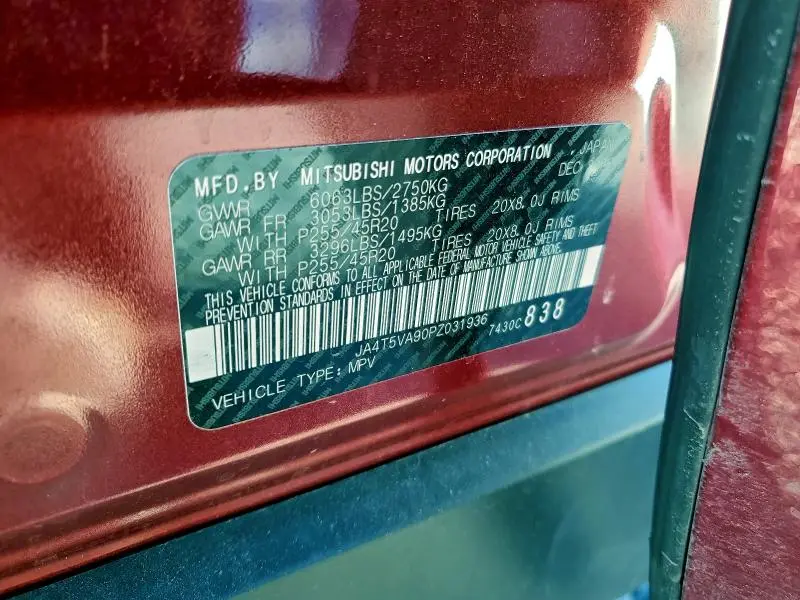 MFD.BY MITSUBISHI MOTORS CORPORATION JAPAN
GVWR 6063LBS/2750KG DEC
GAWR FR 3053LBS/1385KG
WITH P255/45R20 TIRES 20X8.0J RIMS
GAWR RR 3296LBS/1495KG
WITH P255/45R20 TIRES 20X8.0J RIMS
THIS VEHICLE CONFORMS TO ALL APPLICABLE FEDERAL MOTOR VEHICLE SAFETY AND THEFT
PREVENTION STANDARDS IN EFFECT ON THE DATE OF MANUFACTURE SHOWN ABOVE.
JA4T5VA90PZ031936 7430C 838
VEHICLE TYPE: MPV